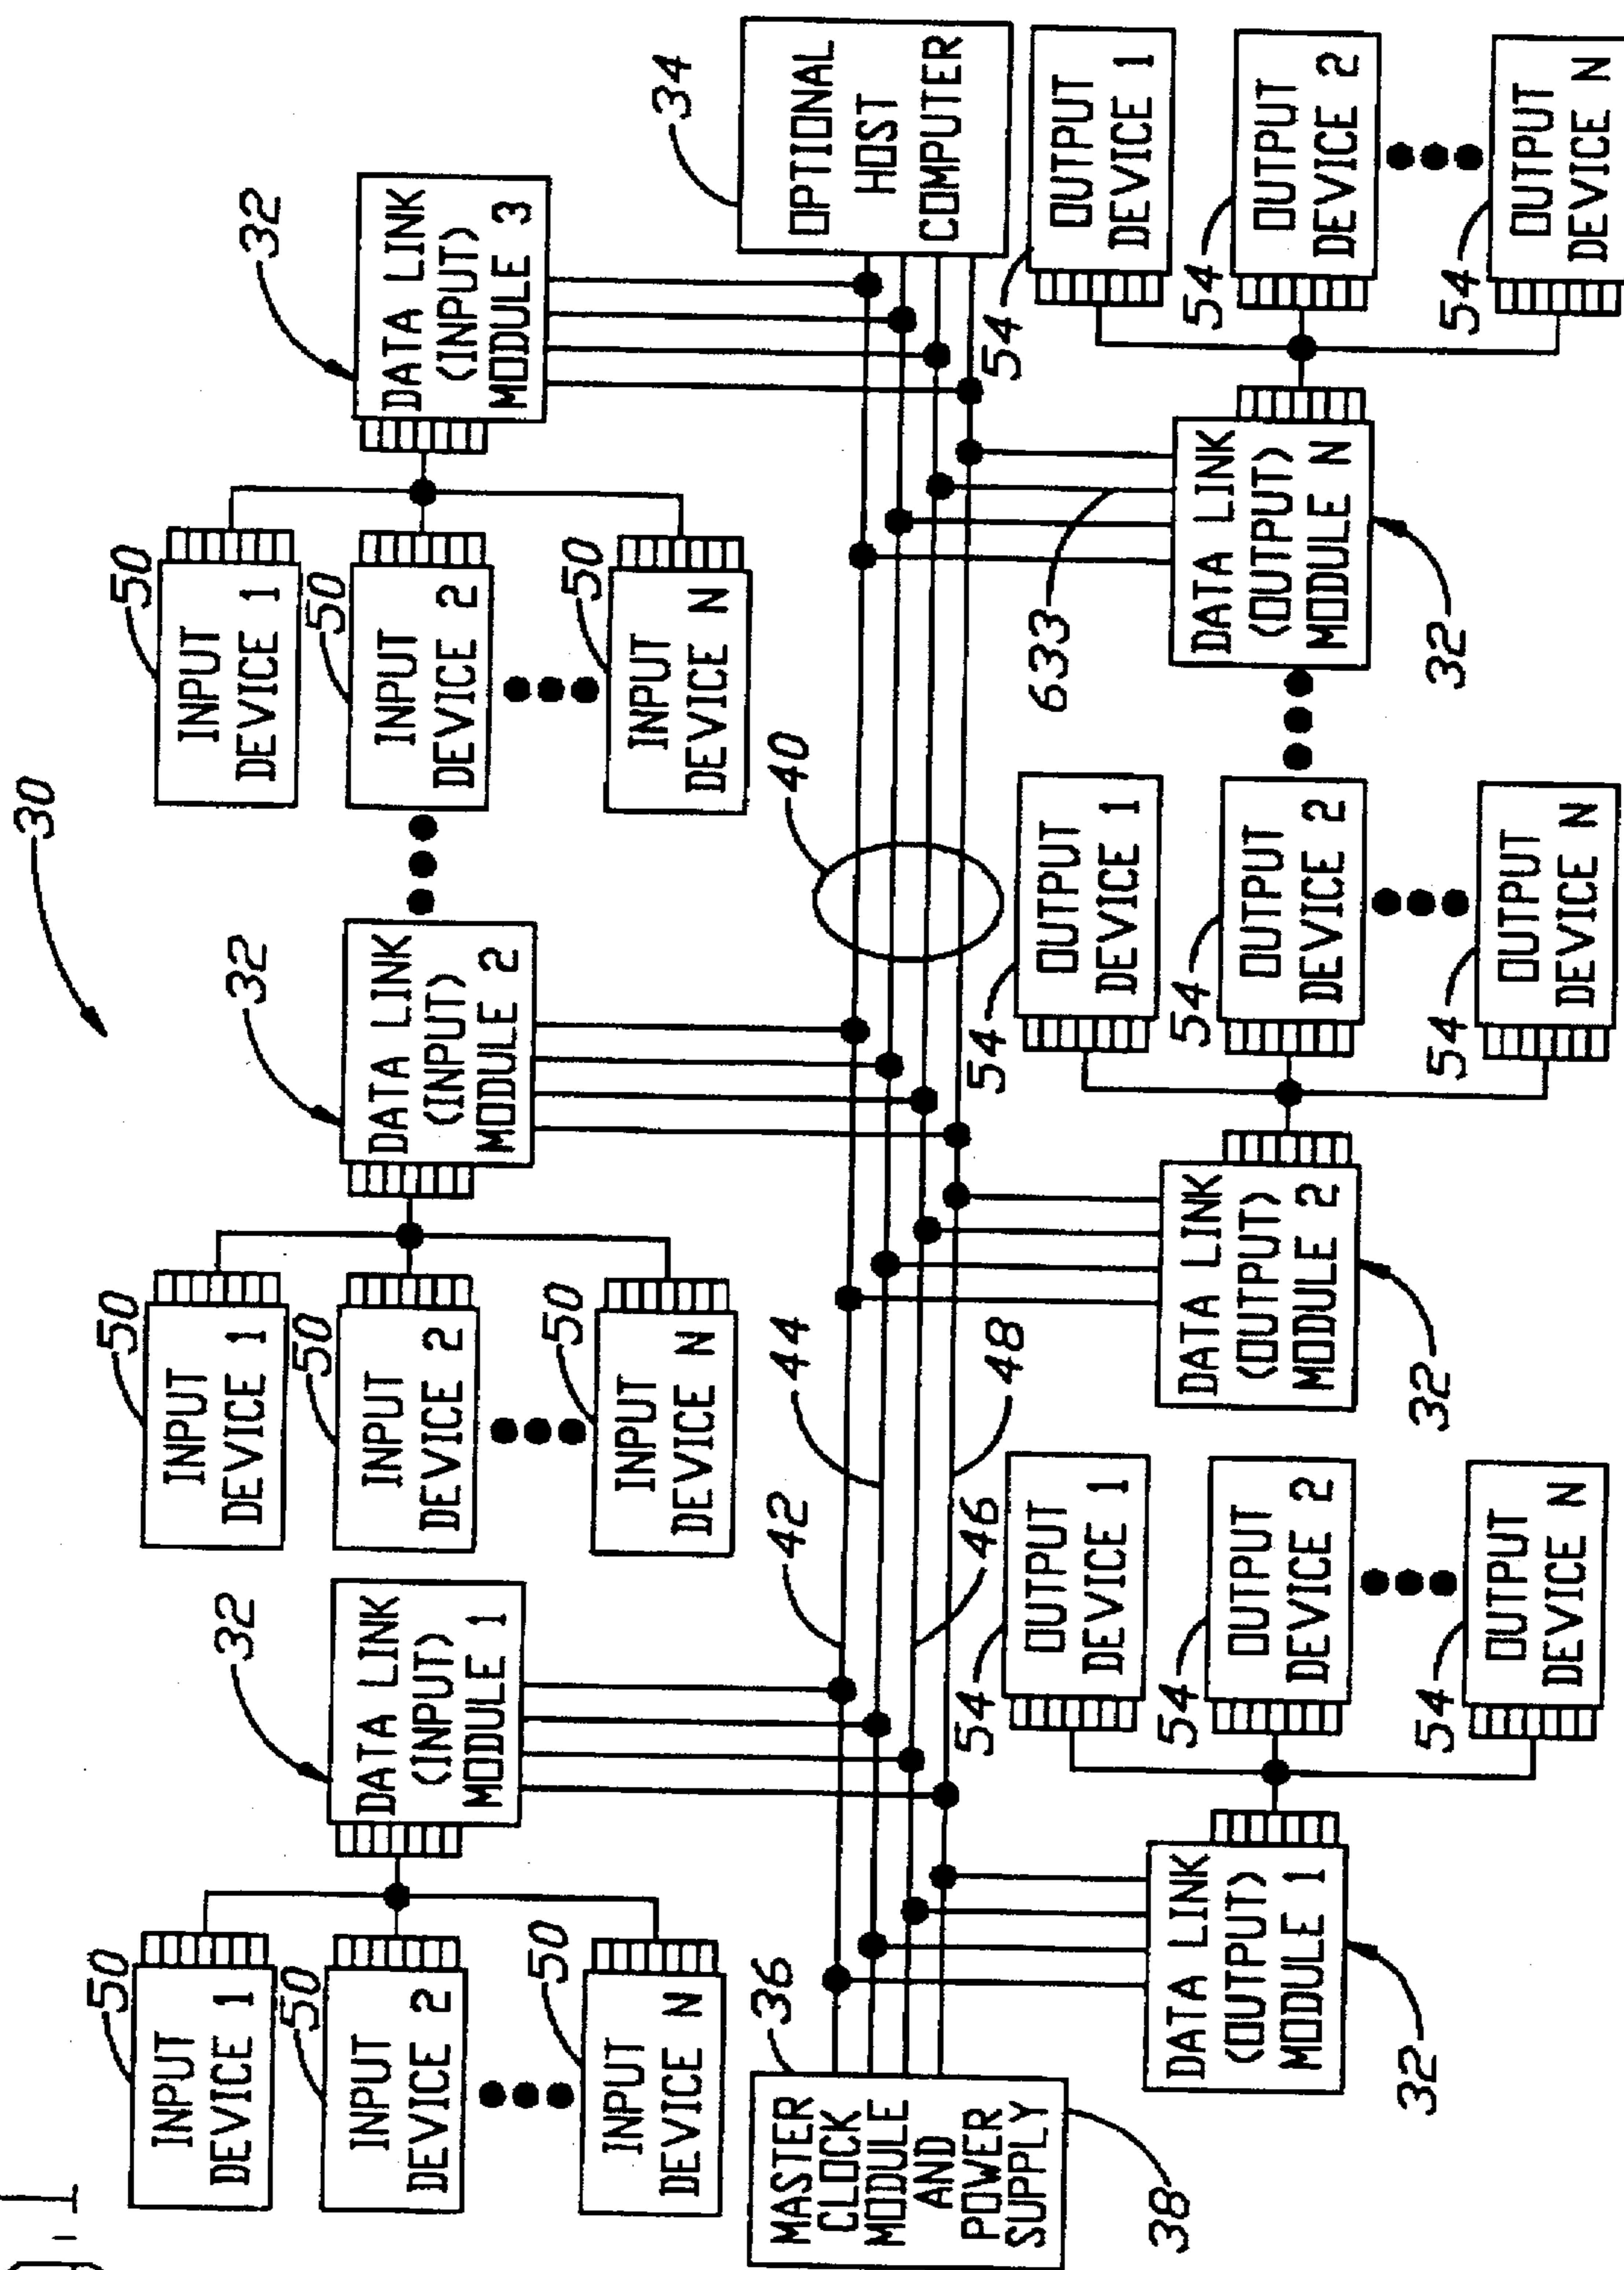 30
32
32
32
50
INPUT
DEVICE 1
50
INPUT
DEVICE 2
50
INPUT
DEVICE N
DATA LINK
(INPUT)
MODULE 1
50
INPUT
DEVICE 1
50
INPUT
DEVICE 2
50
INPUT
DEVICE N
DATA LINK
(INPUT)
MODULE 2
50
INPUT
DEVICE 1
50
INPUT
DEVICE 2
50
INPUT
DEVICE N
DATA LINK
(INPUT)
MODULE 3
34
OPTIONAL
HOST
COMPUTER
36
MASTER
CLOCK
MODULE
AND
POWER
SUPPLY
38
42
44
46
48
40
633
DATA LINK
(OUTPUT)
MODULE 1
32
54
OUTPUT
DEVICE 1
54
OUTPUT
DEVICE 2
54
OUTPUT
DEVICE N
DATA LINK
(OUTPUT)
MODULE 2
32
54
OUTPUT
DEVICE 1
54
OUTPUT
DEVICE 2
54
OUTPUT
DEVICE N
DATA LINK
(OUTPUT)
MODULE N
32
54
OUTPUT
DEVICE 1
54
OUTPUT
DEVICE 2
54
OUTPUT
DEVICE N